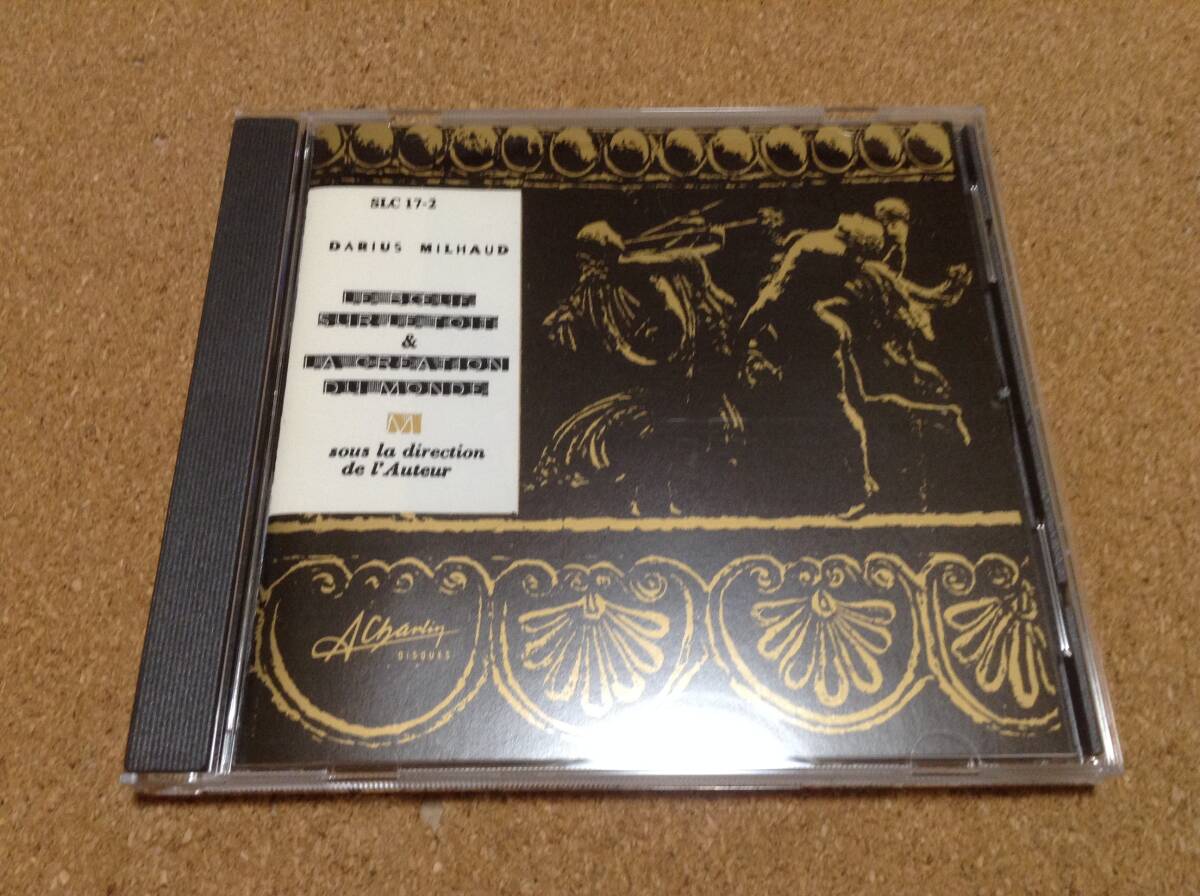 SLC 17-2
DARIUS MILHAUD
LE BŒUF
SUR LE TOIT
&
LA CREATION
DU MONDE
M
sous la direction
de l'Auteur
A Charlin
DISQUES